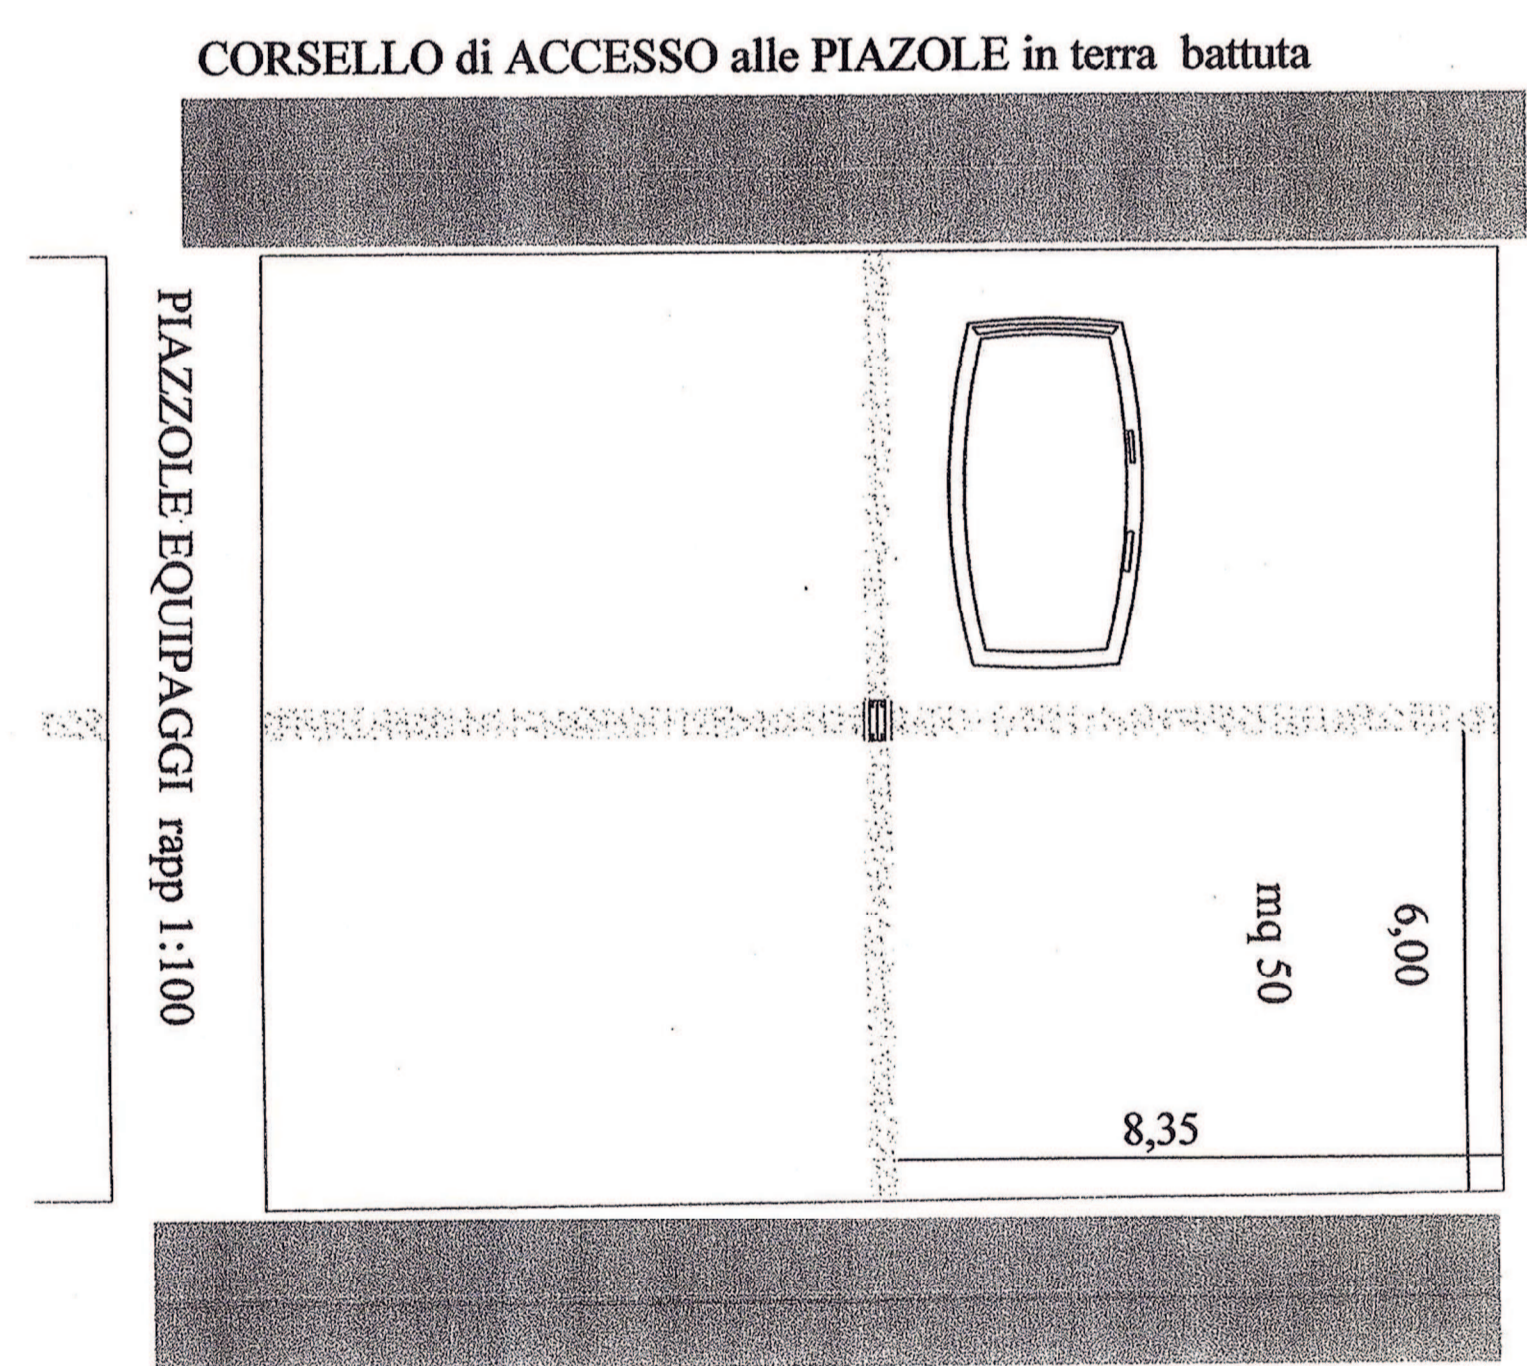 CORSELLO di ACCESSO alle PIAZOLE in terra battuta
PIAZZOLE EQUIPAGGI rapp 1:100
6,00
mq 50
8,35